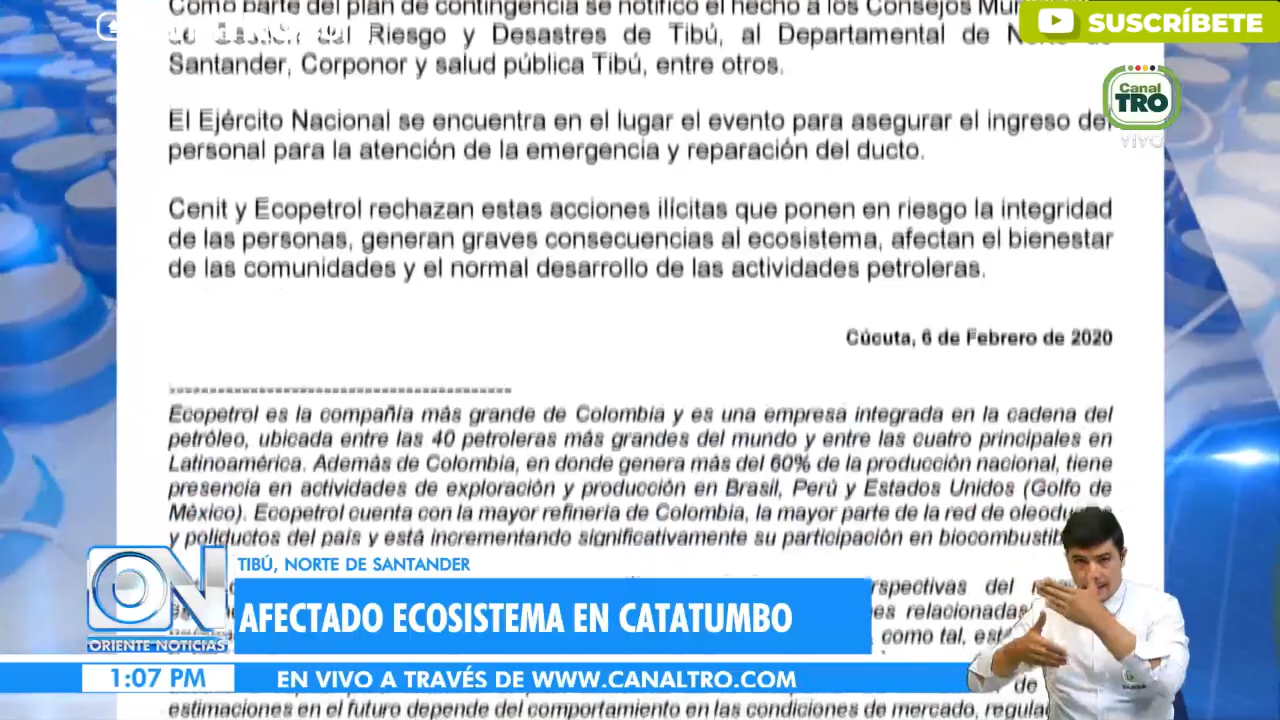 Como parte del plan de contingencia se notificó el hecho a los Consejos
SUSCRÍBETE
Riesgo y Desastres de Tibú, al Departamental de
Santander, Corponor y salud pública Tibú, entre otros.
Canal
TRO
VIVO
El Ejército Nacional se encuentra en el lugar el evento para asegurar el ingreso del
personal para la atención de la emergencia y reparación del ducto.
Cenit y Ecopetrol rechazan estas acciones ilícitas que ponen en riesgo la integridad
de las personas, generan graves consecuencias al ecosistema, afectan el bienestar
de las comunidades y el normal desarrollo de las actividades petroleras.
Cúcuta, 6 de Febrero de 2020
-------------------------------------------
Ecopetrol es la compañía más grande de Colombia y es una empresa integrada en la cadena del
petróleo, ubicada entre las 40 petroleras más grandes del mundo y entre las cuatro principales en
Latinoamérica. Además de Colombia, en donde genera más del 60% de la producción nacional, tiene
presencia en actividades de exploración y producción en Brasil, Perú y Estados Unidos (Golfo de
México). Ecopetrol cuenta con la mayor refinería de Colombia, la mayor parte de la red de
y poliductos del país y está incrementando significativamente su participación en
TIBÚ, NORTE DE SANTANDER
del
ON
AFECTADO ECOSISTEMA EN CATATUMBO
relacionadas
como tal,
ORIENTE NOTICIAS
1:07 PM
EN VIVO A TRAVÉS DE WWW.CANALTRO.COM
de
estimaciones en el futuro depende del comportamiento en las condiciones de mercado,